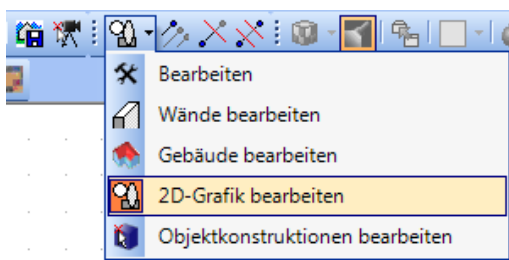 Bearbeiten
Wände bearbeiten
Gebäude bearbeiten
2D-Grafik bearbeiten
Objektkonstruktionen bearbeiten